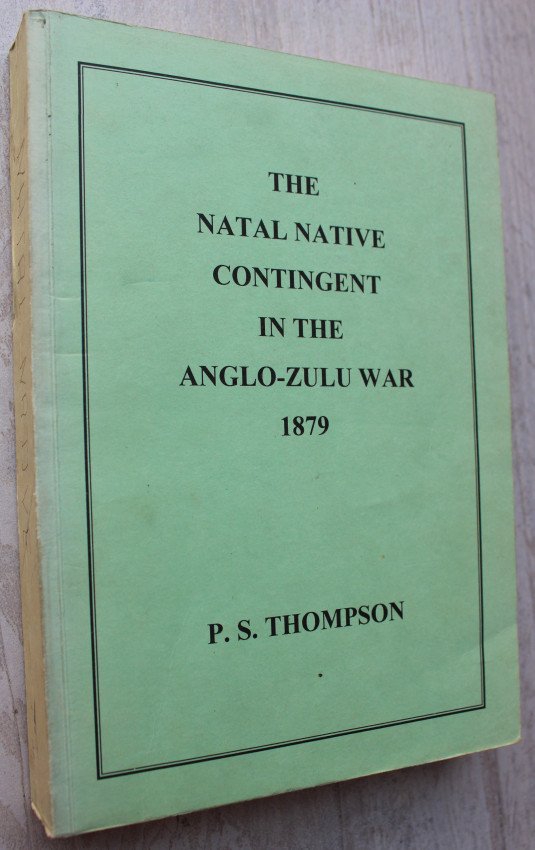 THE
NATAL NATIVE
CONTINGENT
IN THE
ANGLO-ZULU WAR
1879
P. S. THOMPSON